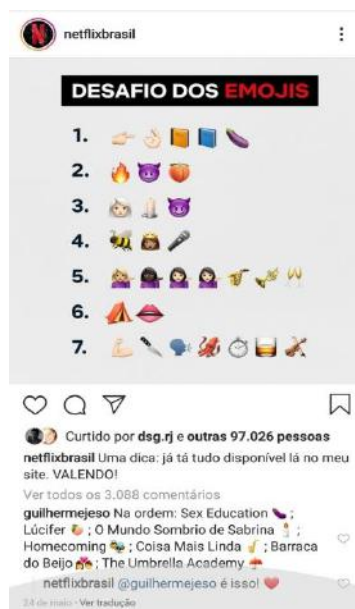 netflixbrasil
DESAFIO DOS EMOJIS
1. 👉🏻👌🏻📙📘🍆
2. 🔥😈🍑
3. 👩🏻‍🦳🕯️😈
4. 🐝👸🏽🎤
5. 💁🏼‍♀️💁🏿‍♀️💁🏻‍♀️💁🏻‍♀️🎷🎺🥂
6. ⛺👄
7. 💪🏻🔪🗣️🦑⏱️🥃🎻
Curtido por dsg.rj e outras 97.026 pessoas
netflixbrasil Uma dica: já tá tudo disponível lá no meu
site. VALENDO!
Ver todos os 3.088 comentários
guilhermejeso Na ordem: Sex Education 🍆 ;
Lúcifer 🍑 ; O Mundo Sombrio de Sabrina 🕯️ ;
Homecoming 🐝 ; Coisa Mais Linda 🎷 ; Barraca
do Beijo 💏 ; The Umbrella Academy ☂️
netflixbrasil @guilhermejeso é isso! ❤️
24 de maio · Ver tradução